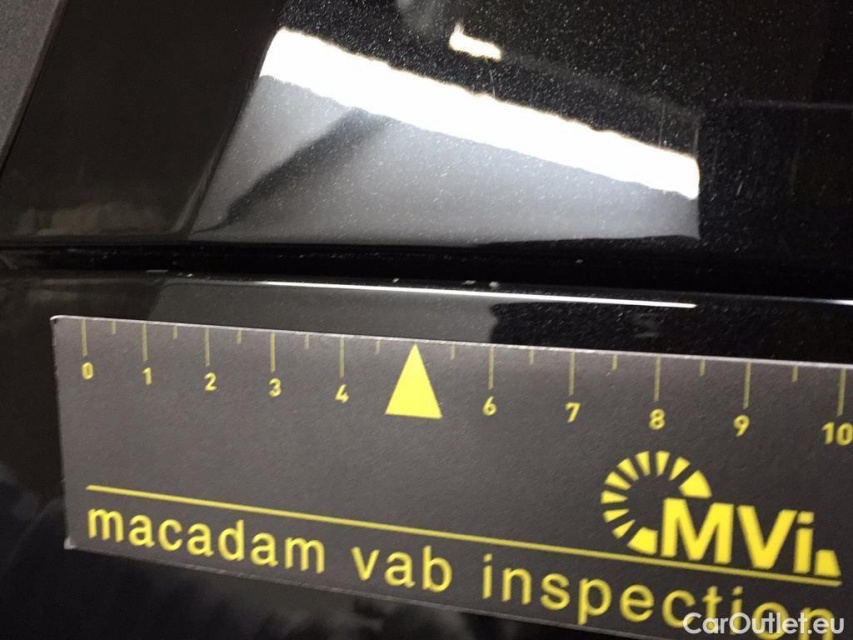 0 1 2 3 4 6 7 8 9 10
MVi
macadam vab inspection
CarOutlet.eu